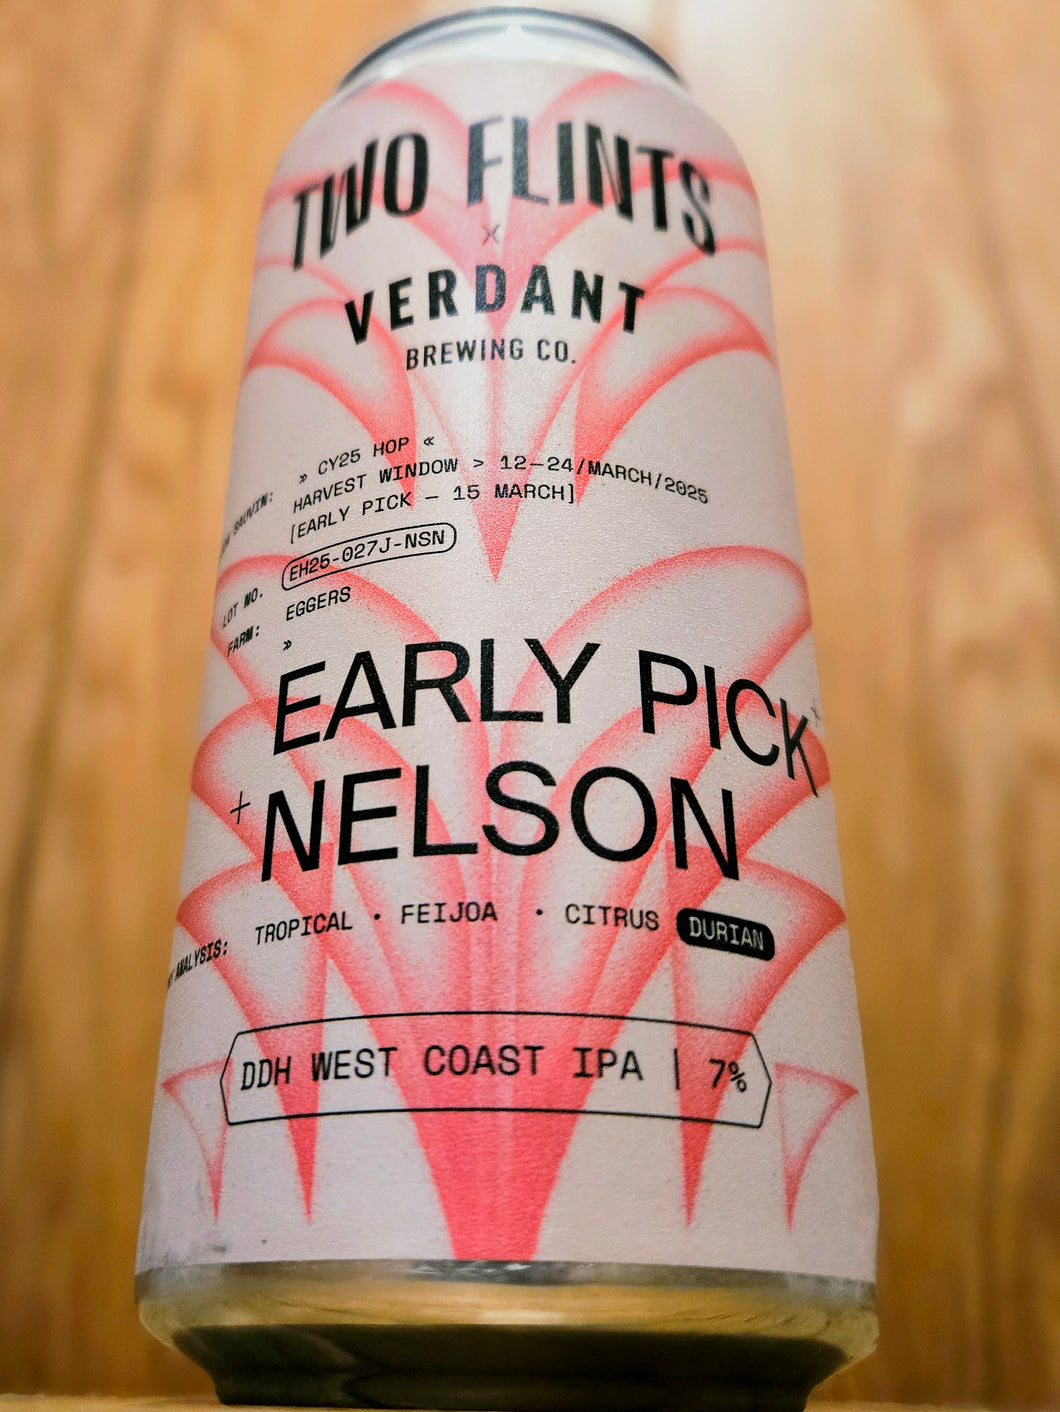 TWO FLINTS
×
VERDANT
BREWING CO.
» CY25 HOP «
HARVEST WINDOW > 12—24/MARCH/2025
[EARLY PICK — 15 MARCH]
LOT NO. EH25-027J-NSN
FARM: EGGERS
»
EARLY PICK
+ NELSON
ANALYSIS: TROPICAL · FEIJOA · CITRUS DURIAN
DDH WEST COAST IPA | 7%